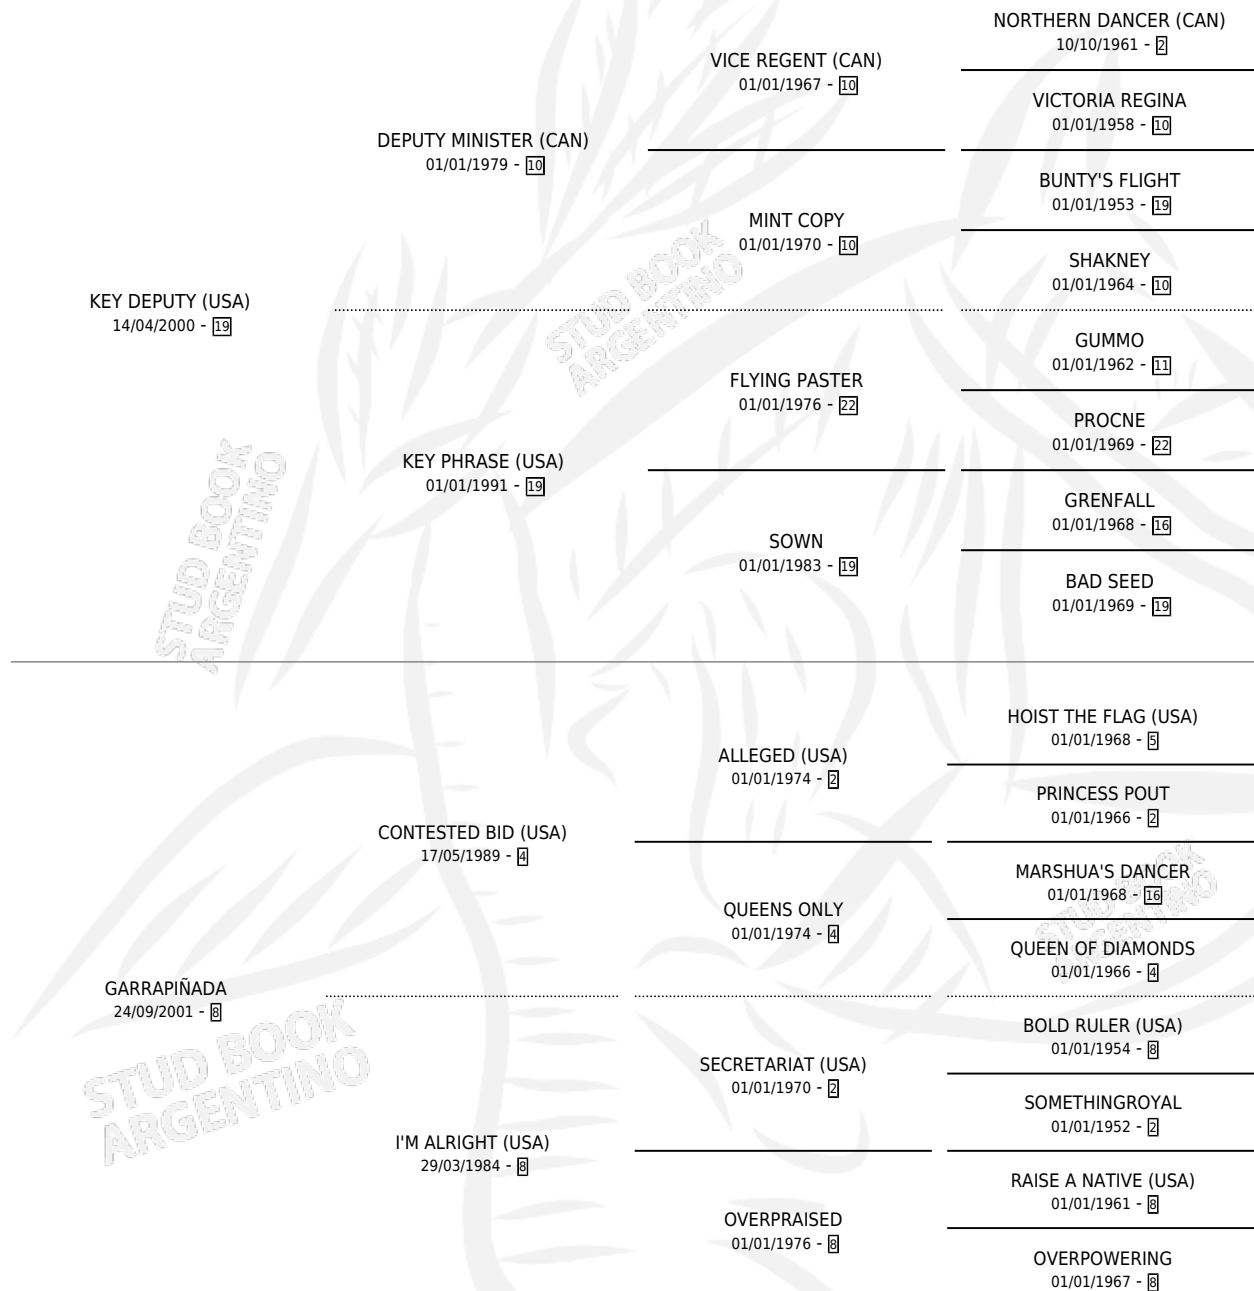 NORTHERN DANCER (CAN)
10/10/1961 - 2
VICE REGENT (CAN)
01/01/1967 - 10
VICTORIA REGINA
01/01/1958 - 10
DEPUTY MINISTER (CAN)
01/01/1979 - 10
BUNTY'S FLIGHT
01/01/1953 - 19
MINT COPY
01/01/1970 - 10
SHAKNEY
01/01/1964 - 10
KEY DEPUTY (USA)
14/04/2000 - 19
GUMMO
01/01/1962 - 11
FLYING PASTER
01/01/1976 - 22
PROCNE
01/01/1969 - 22
KEY PHRASE (USA)
01/01/1991 - 19
GRENFALL
01/01/1968 - 16
SOWN
01/01/1983 - 19
BAD SEED
01/01/1969 - 19
HOIST THE FLAG (USA)
01/01/1968 - 5
ALLEGED (USA)
01/01/1974 - 2
PRINCESS POUT
01/01/1966 - 2
CONTESTED BID (USA)
17/05/1989 - 4
MARSHUA'S DANCER
01/01/1968 - 16
QUEENS ONLY
01/01/1974 - 4
QUEEN OF DIAMONDS
01/01/1966 - 4
GARRAPIÑADA
24/09/2001 - 8
BOLD RULER (USA)
01/01/1954 - 8
SECRETARIAT (USA)
01/01/1970 - 2
SOMETHINGROYAL
01/01/1952 - 2
I'M ALRIGHT (USA)
29/03/1984 - 8
RAISE A NATIVE (USA)
01/01/1961 - 8
OVERPRAISED
01/01/1976 - 8
OVERPOWERING
01/01/1967 - 8
STUD BOOK
ARGENTINO
STUD BOOK
ARGENTINO
STUD BOOK
ARGENTINO
STUD BOOK
ARGENTINO